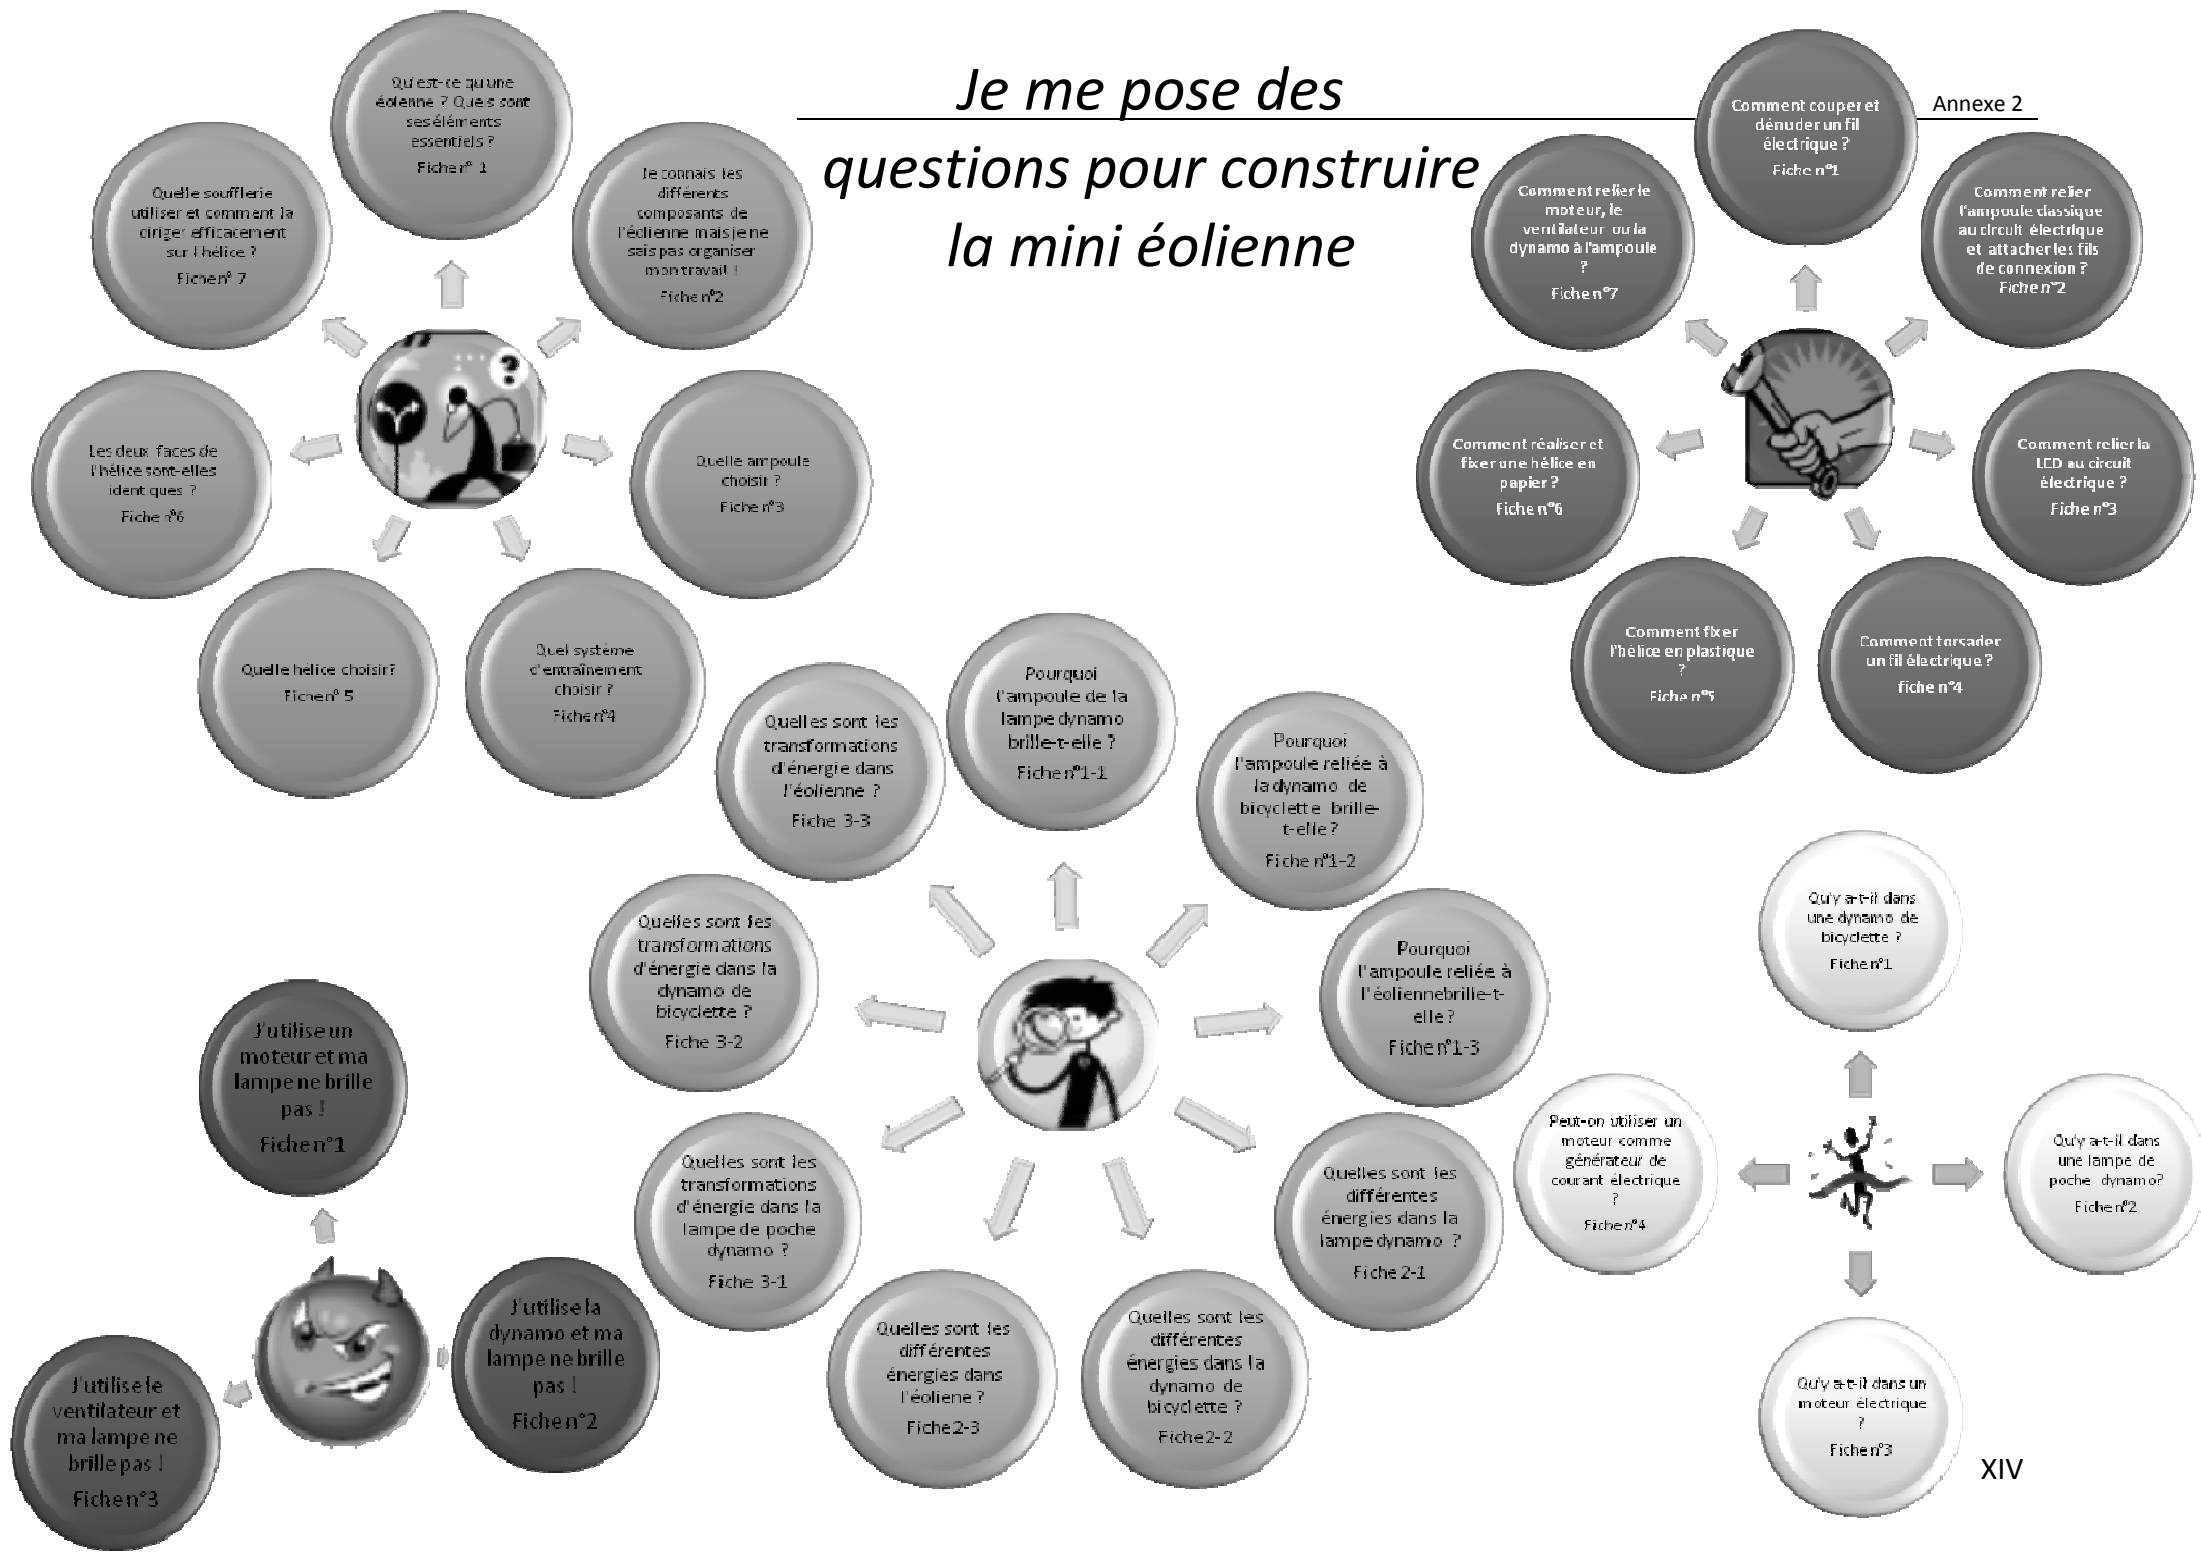 Je me pose des
questions pour construire
la mini éolienne
Annexe 2
Qu'est-ce qu'une
éolenne ? Quels sont
ses éléments
essentiels ?
Fiche n° 1
Je connais les
différents
composants de
l'éolienne mais je ne
sais pas organiser
mon travail !
Fiche n°2
Quelle ampoule
choisir ?
Fiche n°3
Quel système
d'entraînement
choisir ?
Fiche n°4
Quelle hélice choisir?
Fiche n° 5
Les deux faces de
l'hélice sont-elles
identiques ?
Fiche n°6
Quelle soufflerie
utiliser et comment la
diriger efficacement
sur l'hélice ?
Fiche n° 7
Comment couper et
dénuder un fil
électrique ?
Fiche n°1
Comment relier
l'ampoule classique
au circuit électrique
et attacher les fils
de connexion ?
Fiche n°2
Comment relier la
LED au circuit
électrique ?
Fiche n°3
Comment torsader
un fil électrique ?
fiche n°4
Comment fixer
l'hélice en plastique
?
Fiche n°5
Comment réaliser et
fixer une hélice en
papier ?
Fiche n°6
Comment relier le
moteur, le
ventilateur ou la
dynamo à l'ampoule
?
Fiche n°7
Pourquoi
l'ampoule de la
lampe dynamo
brille-t-elle ?
Fiche n°1-1
Pourquoi
l'ampoule reliée à
la dynamo de
bicyclette brille-
t-elle ?
Fiche n°1-2
Pourquoi
l'ampoule reliée à
l'éoliennebrille-t-
elle ?
Fiche n°1-3
Quelles sont les
différentes
énergies dans la
lampe dynamo ?
Fiche 2-1
Quelles sont les
différentes
énergies dans la
dynamo de
bicyclette ?
Fiche 2-2
Quelles sont les
différentes
énergies dans
l'éoliene ?
Fiche 2-3
Quelles sont les
transformations
d'énergie dans la
lampe de poche
dynamo ?
Fiche 3-1
Quelles sont les
transformations
d'énergie dans la
dynamo de
bicyclette ?
Fiche 3-2
Quelles sont les
transformations
d'énergie dans
l'éolienne ?
Fiche 3-3
J'utilise un
moteur et ma
lampe ne brille
pas !
Fiche n°1
J'utilise la
dynamo et ma
lampe ne brille
pas !
Fiche n°2
J'utilise le
ventilateur et
ma lampe ne
brille pas !
Fiche n°3
Qu'y a-t-il dans
une dynamo de
bicyclette ?
Fiche n°1
Qu'y a-t-il dans
une lampe de
poche dynamo?
Fiche n°2
Qu'y a-t-il dans un
moteur électrique
?
Fiche n°3
Peut-on utiliser un
moteur comme
générateur de
courant électrique
?
Fiche n°4
?
XIV